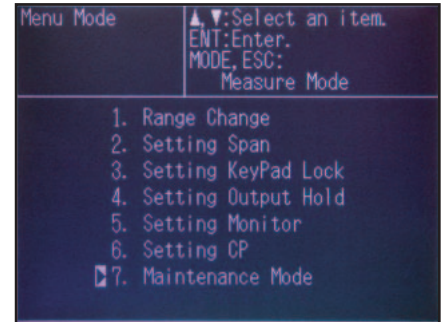 Menu Mode
▲,▼:Select an item.
ENT:Enter.
MODE,ESC:
Measure Mode
1. Range Change
2. Setting Span
3. Setting KeyPad Lock
4. Setting Output Hold
5. Setting Monitor
6. Setting CP
7. Maintenance Mode